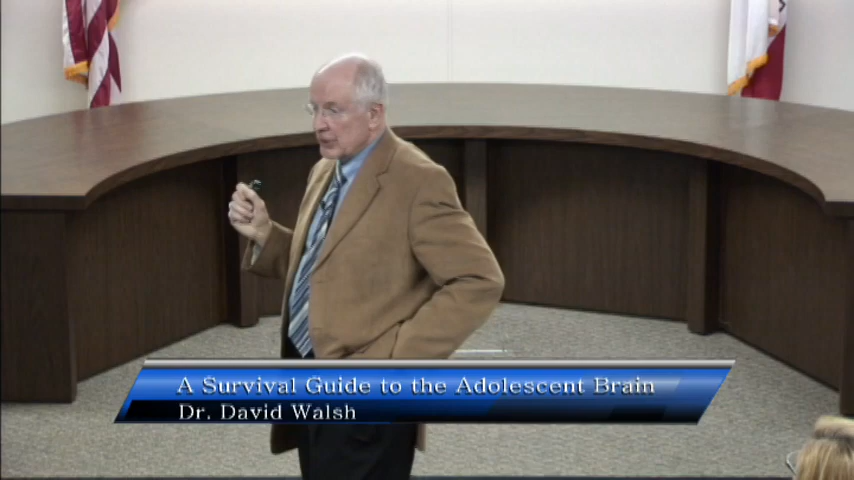 A Survival Guide to the Adolescent Brain
Dr. David Walsh